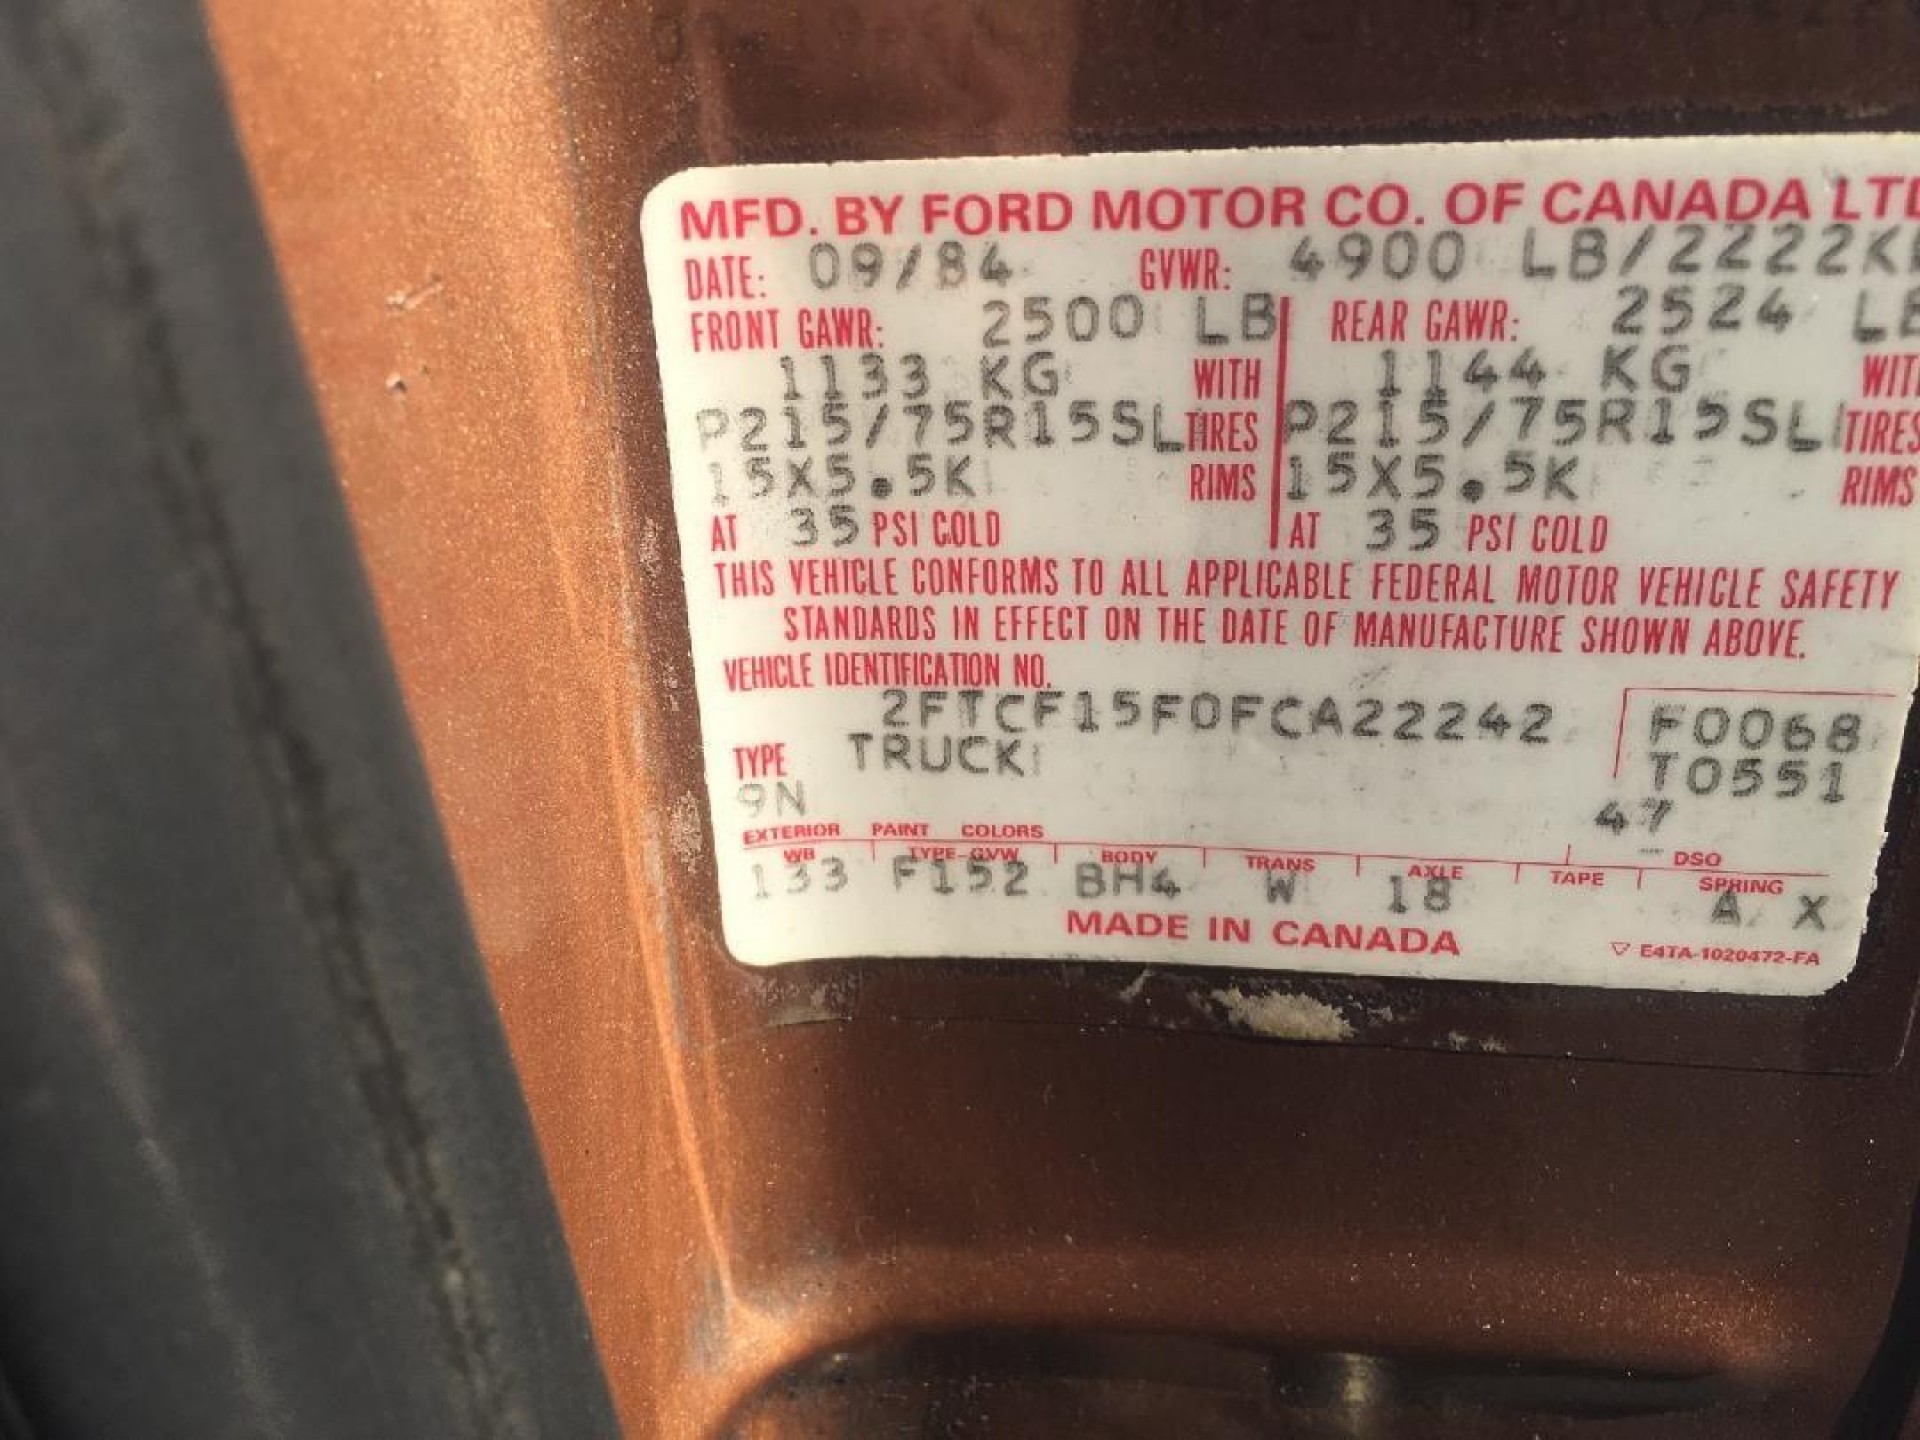 MFD. BY FORD MOTOR CO. OF CANADA LTD
DATE: 09/84 GVWR: 4900 LB/2222K
FRONT GAWR: 2500 LB REAR GAWR: 2524 LB
1133 KG WITH 1144 KG WITH
P215/75R15SL TIRES P215/75R15SL TIRES
15X5.5K RIMS 15X5.5K RIMS
AT 35 PSI COLD AT 35 PSI COLD
THIS VEHICLE CONFORMS TO ALL APPLICABLE FEDERAL MOTOR VEHICLE SAFETY
STANDARDS IN EFFECT ON THE DATE OF MANUFACTURE SHOWN ABOVE.
VEHICLE IDENTIFICATION NO.
2FTCF15F0FCA22242 F0068
TYPE TRUCK T0551
9N 47
EXTERIOR PAINT COLORS DSO
WB TYPE-GVW BODY TRANS AXLE TAPE SPRING
133 F152 BH4 W 18 A X
MADE IN CANADA
▽ E4TA-1020472-FA